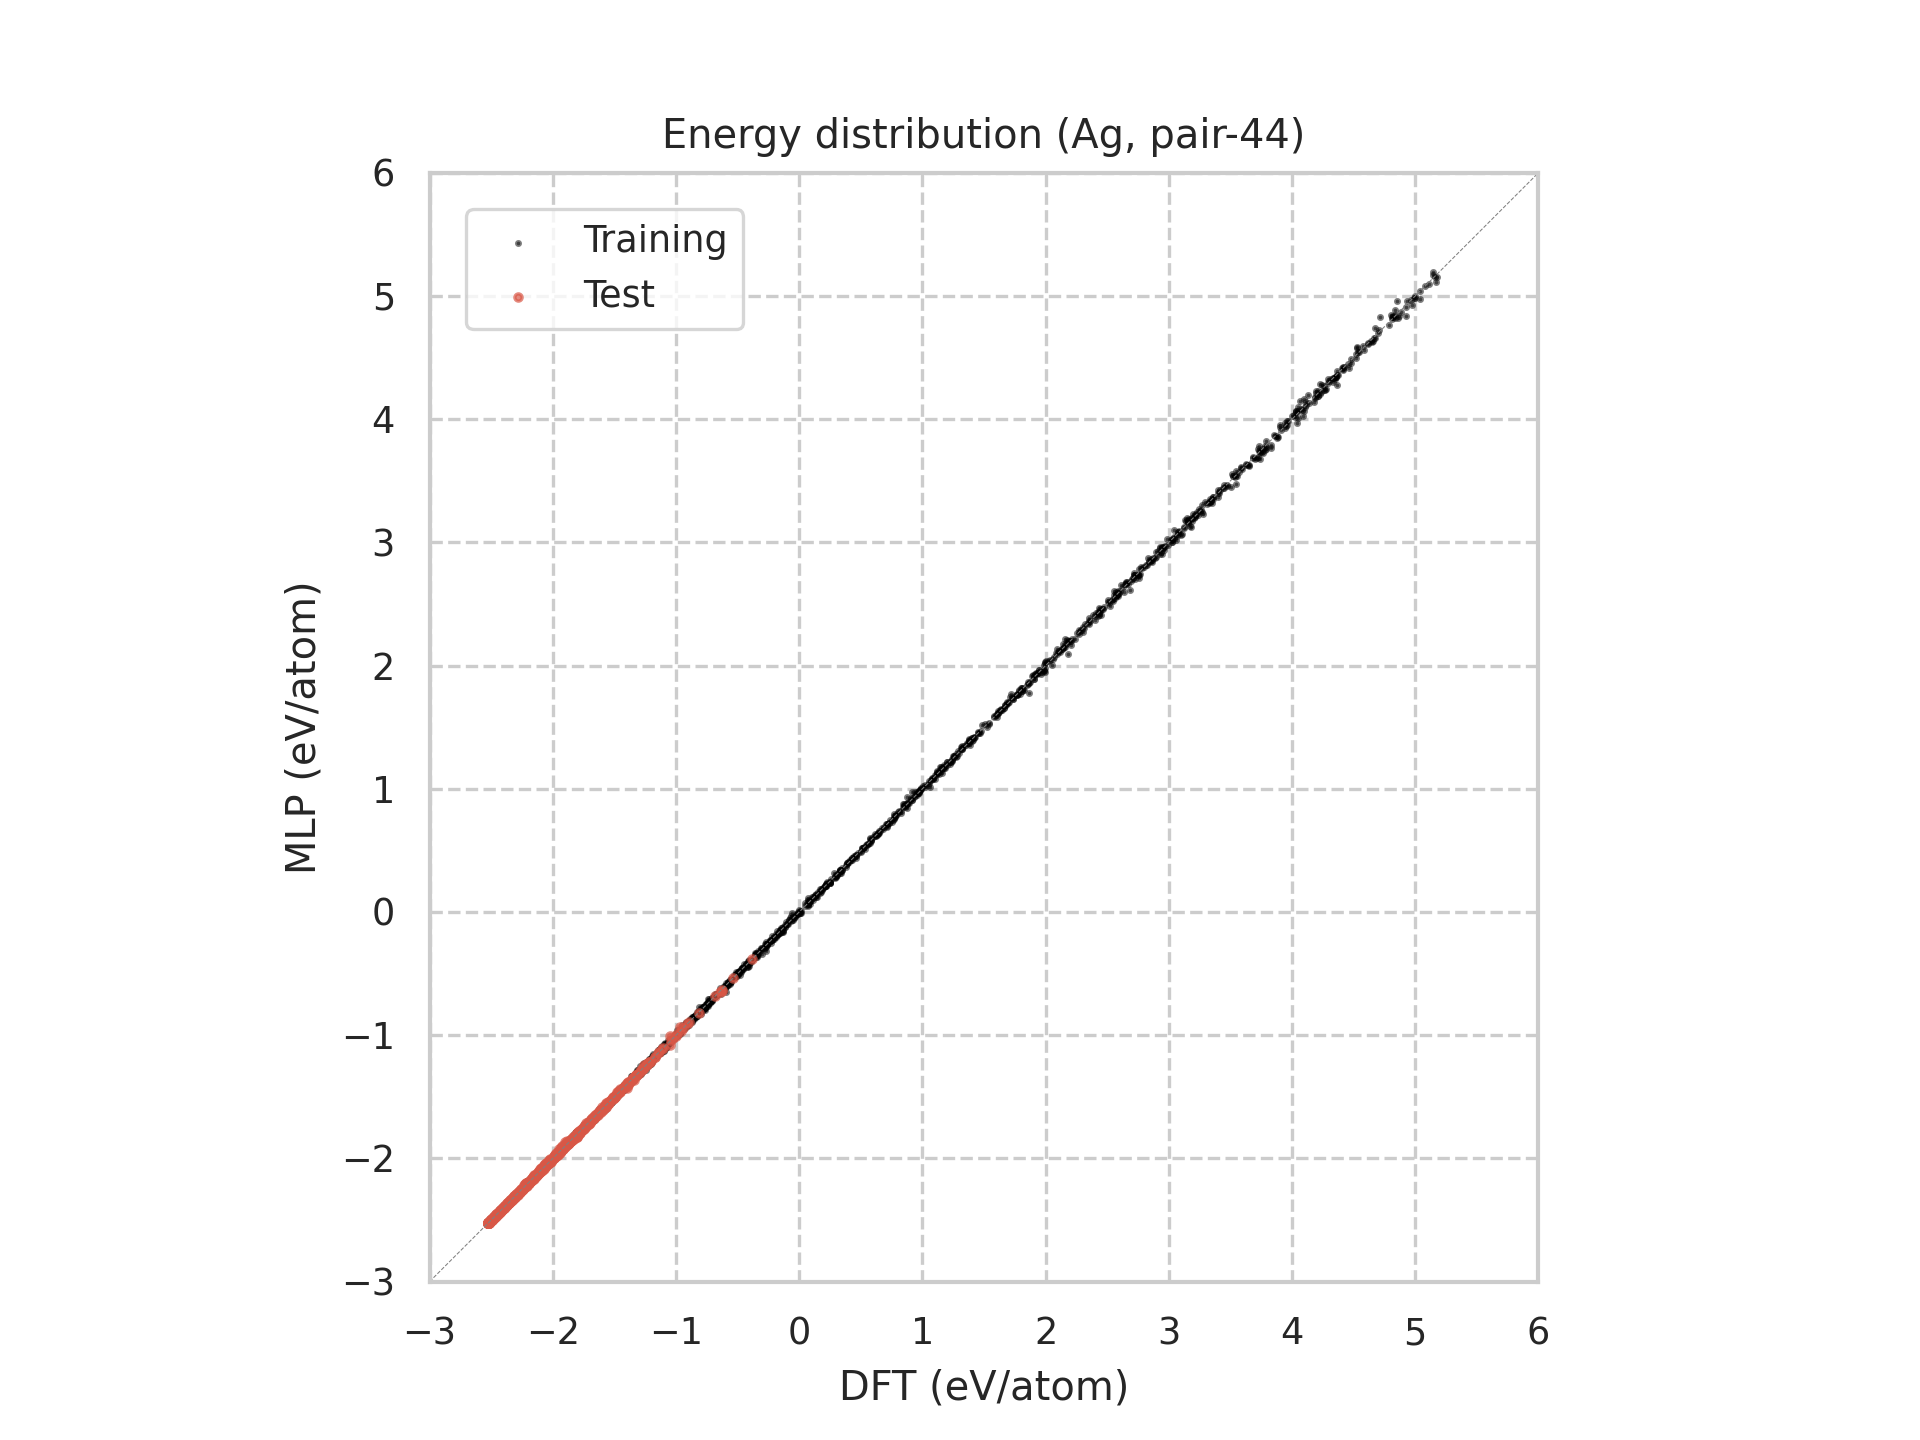 Energy distribution (Ag, pair-44)
Training
Test
6
5
4
3
2
1
0
−1
−2
−3
MLP (eV/atom)
−3 −2 −1 0 1 2 3 4 5 6
DFT (eV/atom)